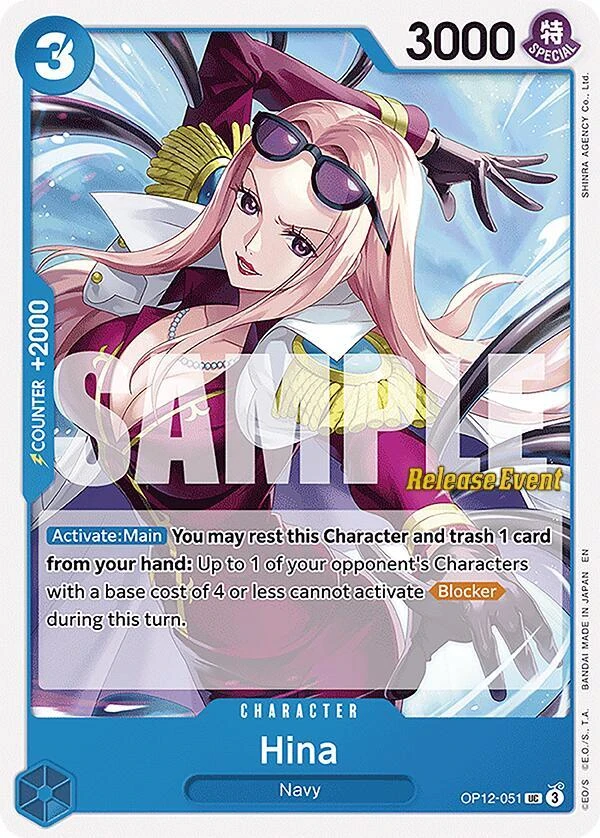 3
3000
特
SPECIAL
SHINRA AGENCY Co., Ltd.
COUNTER +2000
SAMPLE
Release Event
Activate:Main You may rest this Character and trash 1 card
from your hand: Up to 1 of your opponent's Characters
with a base cost of 4 or less cannot activate Blocker
during this turn.
©E.O/S ©E.O./S., T.A. BANDAI MADE IN JAPAN EN
CHARACTER
Hina
Navy
OP12-051 UC 3